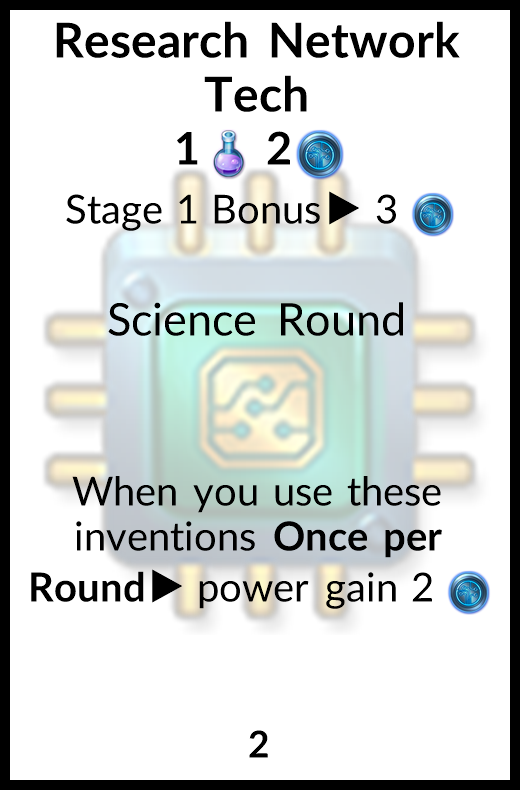 Research Network
Tech
1 2
Stage 1 Bonus▶ 3
Science Round
When you use these
inventions Once per
Round▶ power gain 2
2